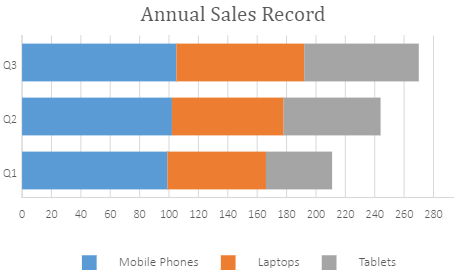 Annual Sales Record
Q3
Q2
Q1
0 20 40 60 80 100 120 140 160 180 200 220 240 260 280
Mobile Phones Laptops Tablets